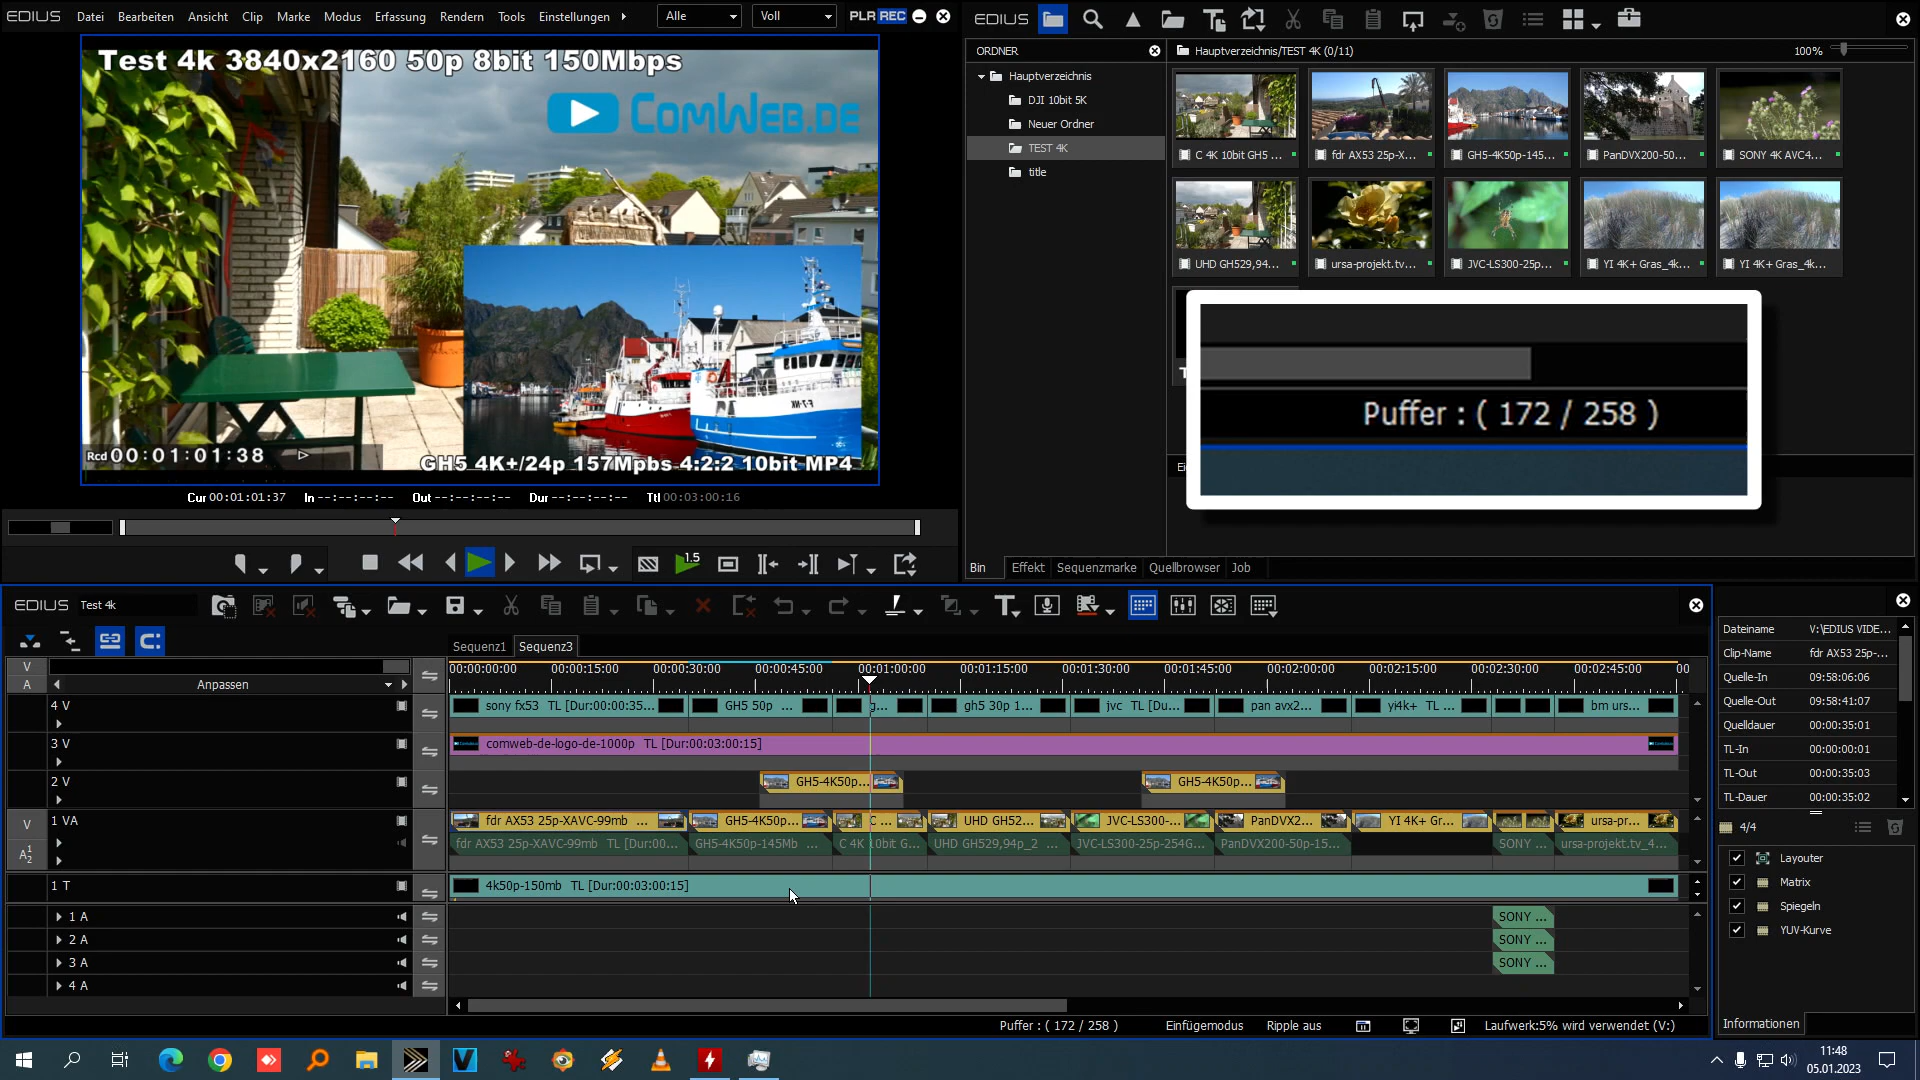 EDIUS Datei Bearbeiten Ansicht Clip Marke Modus Erfassung Rendern Tools Einstellungen Alle Voll PLR REC
Test 4k 3840x2160 50p 8bit 150Mbps
COMWEB.DE
Rcd 00:01:01:38
GH5 4K+/24p 157Mpbs 4:2:2 10bit MP4
Cur 00:01:01:37 In --:--:--:-- Out --:--:--:-- Dur --:--:--:-- Ttl 00:03:00:16
1.5
EDIUS
ORDNER
Hauptverzeichnis/TEST 4K (0/11)
100%
Hauptverzeichnis
DJI 10bit 5K
Neuer Ordner
TEST 4K
title
C 4K 10bit GH5 ... fdr AX53 25p-X... GH5-4K50p-145... PanDVX200-50... SONY 4K AVC4...
UHD GH529,94... ursa-projekt.tv... JVC-LS300-25p... YI 4K+ Gras_4k... YI 4K+ Gras_4k...
Puffer : ( 172 / 258 )
Bin Effekt Sequenzmarke Quellbrowser Job
EDIUS Test 4k
Sequenz1 Sequenz3
00:00:00:00 00:00:15:00 00:00:30:00 00:00:45:00 00:01:00:00 00:01:15:00 00:01:30:00 00:01:45:00 00:02:00:00 00:02:15:00 00:02:30:00 00:02:45:00 00
V
A Anpassen
4 V sony fx53 TL [Dur:00:00:35... GH5 50p ... g... gh5 30p 1... jvc TL [Du... pan avx2... yi4k+ TL ... bm urs...
3 V comweb-de-logo-de-1000p TL [Dur:00:03:00:15]
2 V GH5-4K50p... GH5-4K50p...
V 1 VA fdr AX53 25p-XAVC-99mb ... GH5-4K50p... C ... UHD GH52... JVC-LS300-... PanDVX2... YI 4K+ Gr... ursa-pr...
A 1 2 fdr AX53 25p-XAVC-99mb TL [Dur:00:... GH5-4K50p-145Mb ... C 4K 10bit G... UHD GH529,94p_2 ... JVC-LS300-25p-254G... PanDVX200-50p-15... SONY ... ursa-projekt.tv_4...
1 T 4k50p-150mb TL [Dur:00:03:00:15]
1 A SONY ...
2 A SONY ...
3 A SONY ...
4 A
Puffer : ( 172 / 258 ) Einfügemodus Ripple aus Laufwerk:5% wird verwendet (V:)
Dateiname V:\EDIUS VIDE...
Clip-Name fdr AX53 25p-...
Quelle-In 09:58:06:06
Quelle-Out 09:58:41:07
Quelldauer 00:00:35:01
TL-In 00:00:00:01
TL-Out 00:00:35:03
TL-Dauer 00:00:35:02
4/4
Layouter
Matrix
Spiegeln
YUV-Kurve
Informationen
11:48
05.01.2023